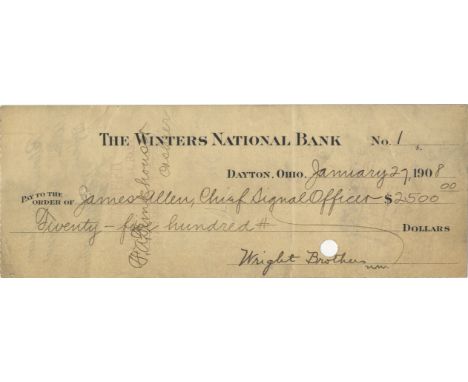 THE WINTERS NATIONAL BANK No. 1
DAYTON, OHIO, January 27, 1908
PAY TO THE ORDER OF James Allen, Chief Signal Officer $2500 00
Twenty-five hundred DOLLARS
Wright Brothers
Cashier